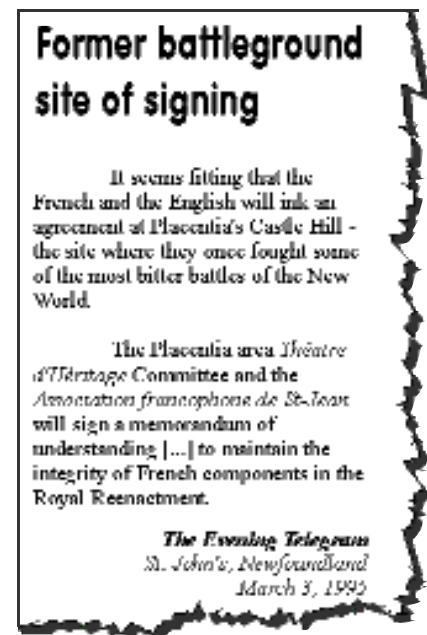 Former battleground
site of signing
It seems fitting that the
French and the English will ink an
agreement at Placentia's Castle Hill -
the site where they once fought some
of the most bitter battles of the New
World.
The Placentia area Théatre
d'Héritage Committee and the
Association francophone de St-Jean
will sign a memorandum of
understanding [...] to maintain the
integrity of French components in the
Royal Reenactment.
The Evening Telegram
St. John's, Newfoundland
March 3, 1995